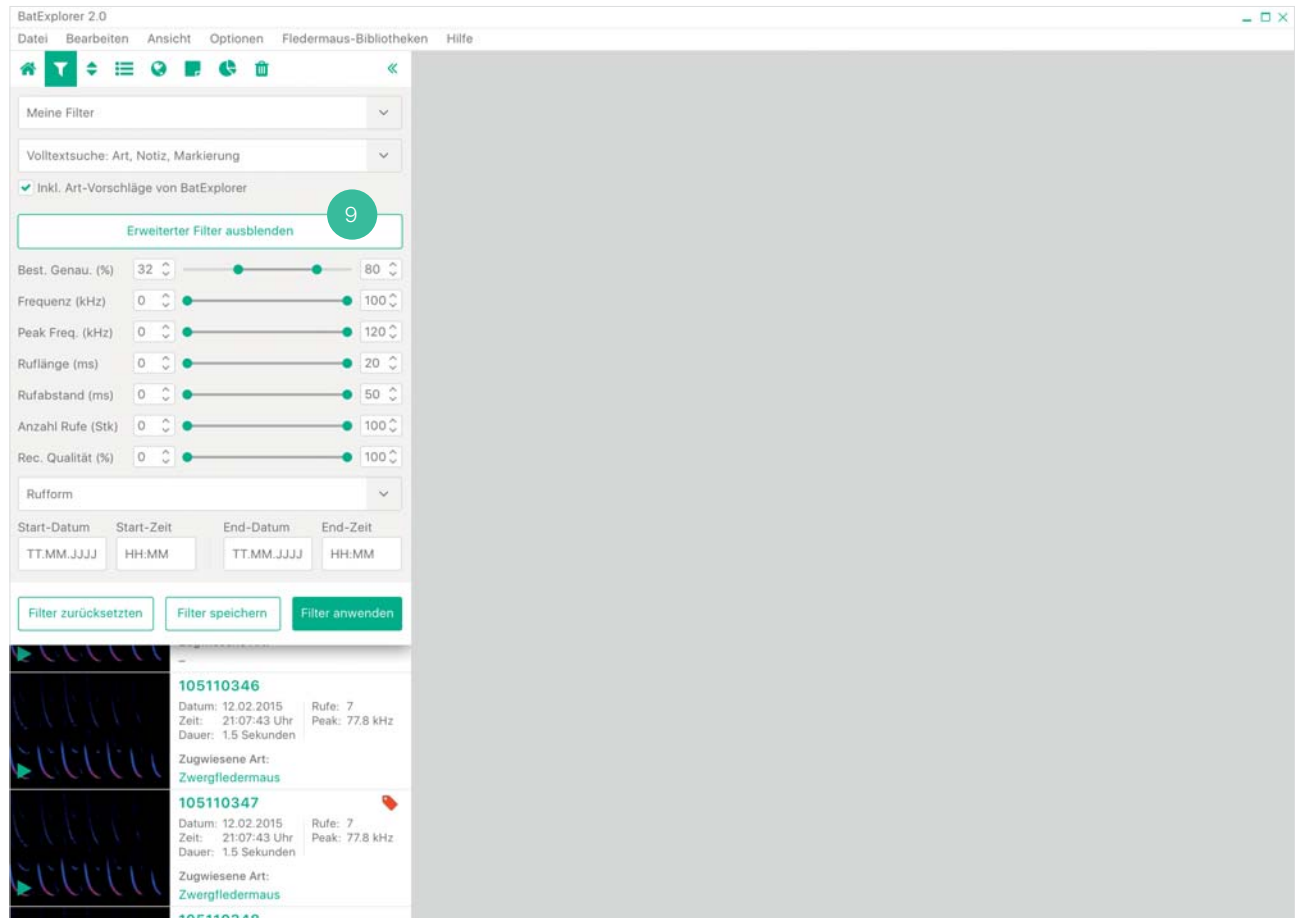 BatExplorer 2.0
Datei Bearbeiten Ansicht Optionen Fledermaus-Bibliotheken Hilfe
Meine Filter
Volltextsuche: Art, Notiz, Markierung
Inkl. Art-Vorschläge von BatExplorer
9
Erweiterter Filter ausblenden
Best. Genau. (%) 32 80
Frequenz (kHz) 0 100
Peak Freq. (kHz) 0 120
Ruflänge (ms) 0 20
Rufabstand (ms) 0 50
Anzahl Rufe (Stk) 0 100
Rec. Qualität (%) 0 100
Rufform
Start-Datum Start-Zeit End-Datum End-Zeit
TT.MM.JJJJ HH:MM TT.MM.JJJJ HH:MM
Filter zurücksetzten Filter speichern Filter anwenden
–
105110346
Datum: 12.02.2015 Rufe: 7
Zeit: 21:07:43 Uhr Peak: 77.8 kHz
Dauer: 1.5 Sekunden
Zugwiesene Art:
Zwergfledermaus
105110347
Datum: 12.02.2015 Rufe: 7
Zeit: 21:07:43 Uhr Peak: 77.8 kHz
Dauer: 1.5 Sekunden
Zugwiesene Art:
Zwergfledermaus